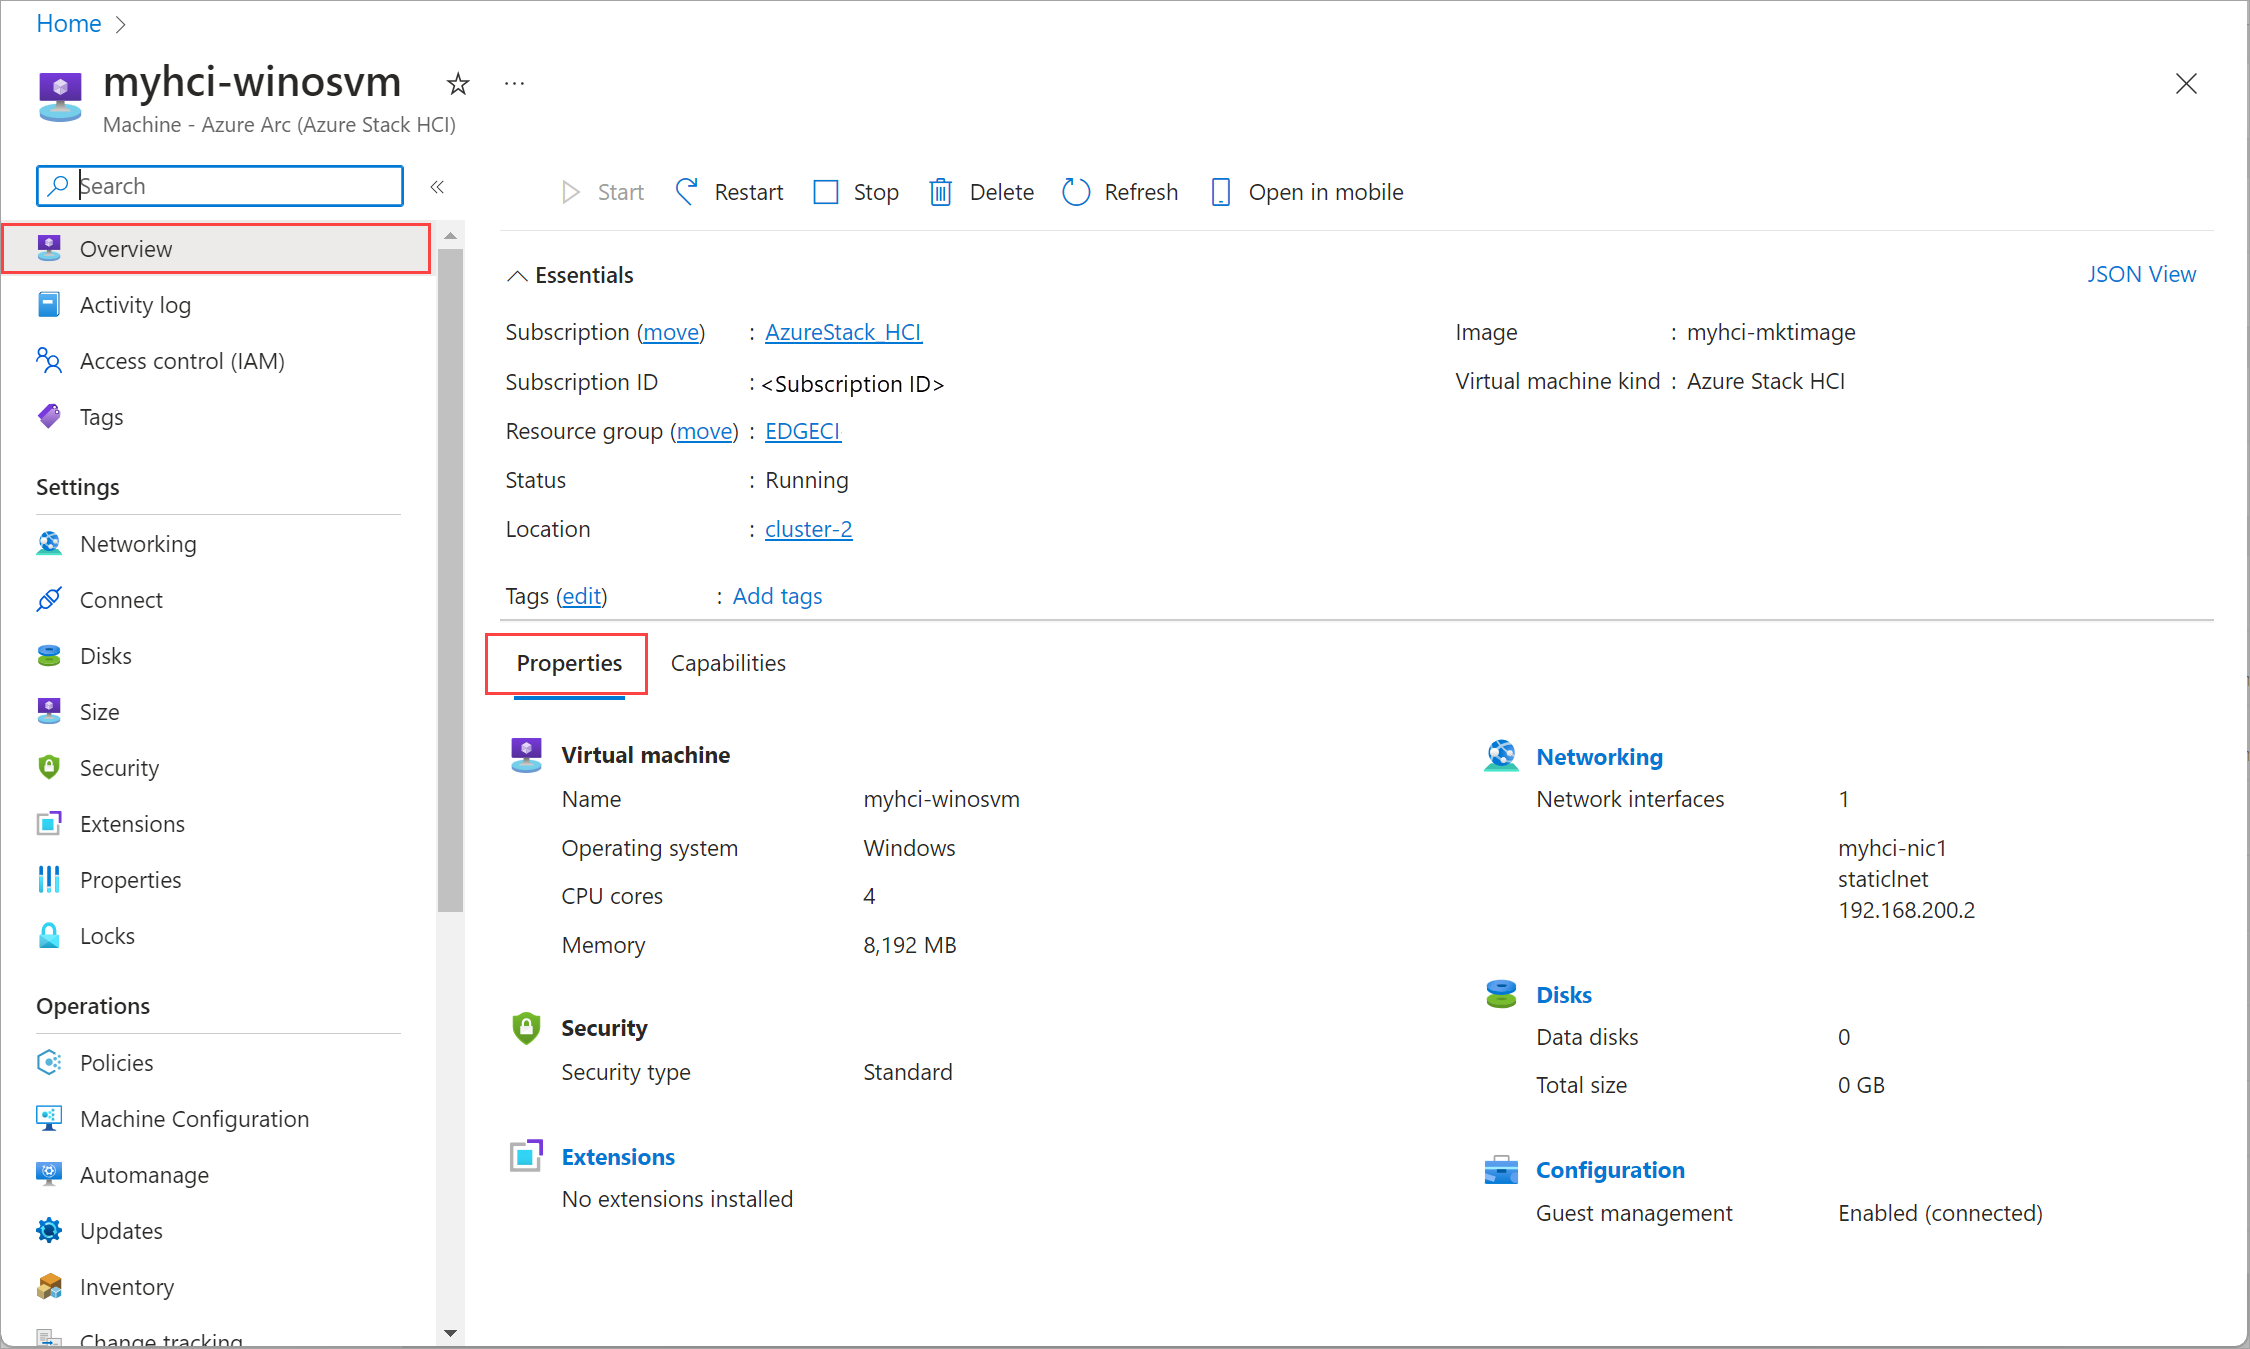 Home
myhci-winosvm
Machine - Azure Arc (Azure Stack HCI)
Search
Start Restart Stop Delete Refresh Open in mobile
Overview
Activity log
Access control (IAM)
Tags
Settings
Networking
Connect
Disks
Size
Security
Extensions
Properties
Locks
Operations
Policies
Machine Configuration
Automanage
Updates
Inventory
Change tracking
Essentials
JSON View
Subscription (move) : AzureStack_HCI
Subscription ID : <Subscription ID>
Resource group (move) : EDGECI
Status : Running
Location : cluster-2
Image : myhci-mktimage
Virtual machine kind : Azure Stack HCI
Tags (edit) : Add tags
Properties Capabilities
Virtual machine
Name myhci-winosvm
Operating system Windows
CPU cores 4
Memory 8,192 MB
Security
Security type Standard
Extensions
No extensions installed
Networking
Network interfaces 1
myhci-nic1
staticlnet
192.168.200.2
Disks
Data disks 0
Total size 0 GB
Configuration
Guest management Enabled (connected)